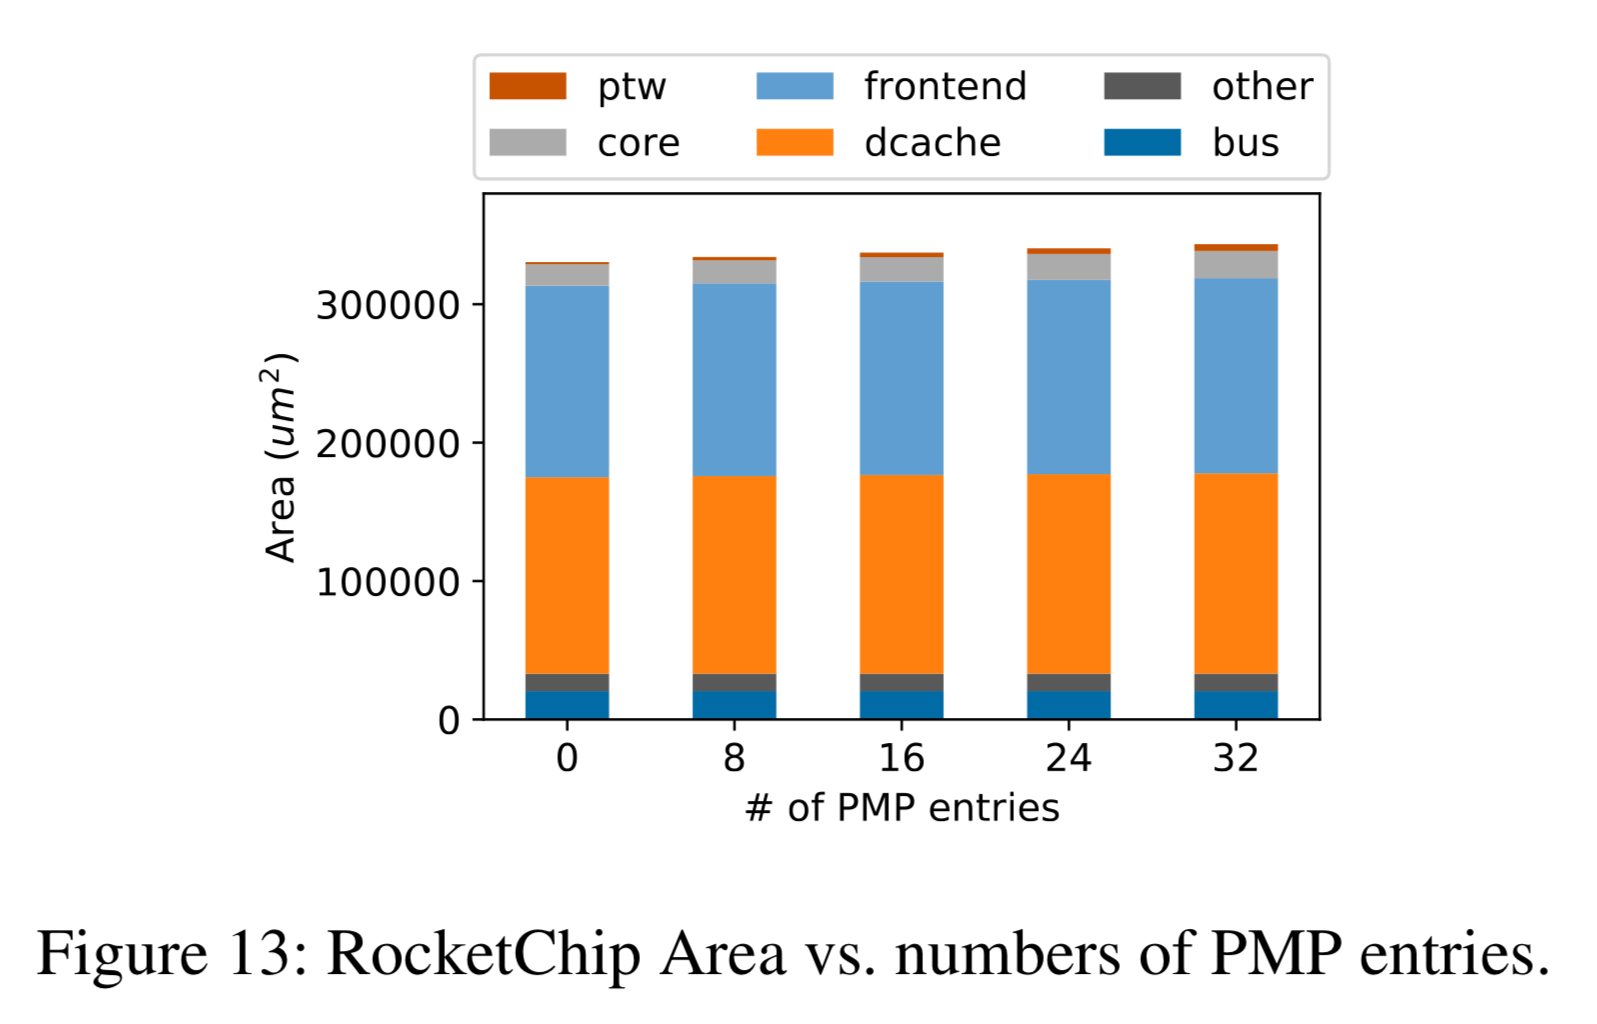 ptw frontend other
core dcache bus
300000
200000
100000
0
Area (um²)
0 8 16 24 32
# of PMP entries
Figure 13: RocketChip Area vs. numbers of PMP entries.